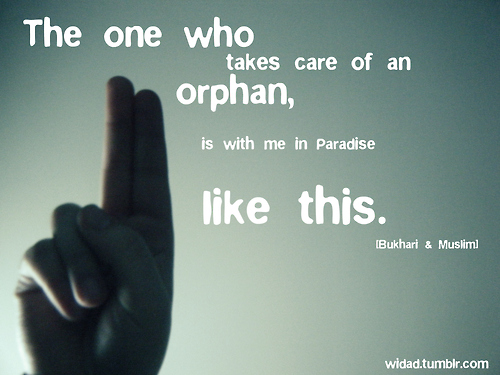 The one who
takes care of an
orphan,
is with me in Paradise
like this.
[Bukhari & Muslim]
widad.tumblr.com